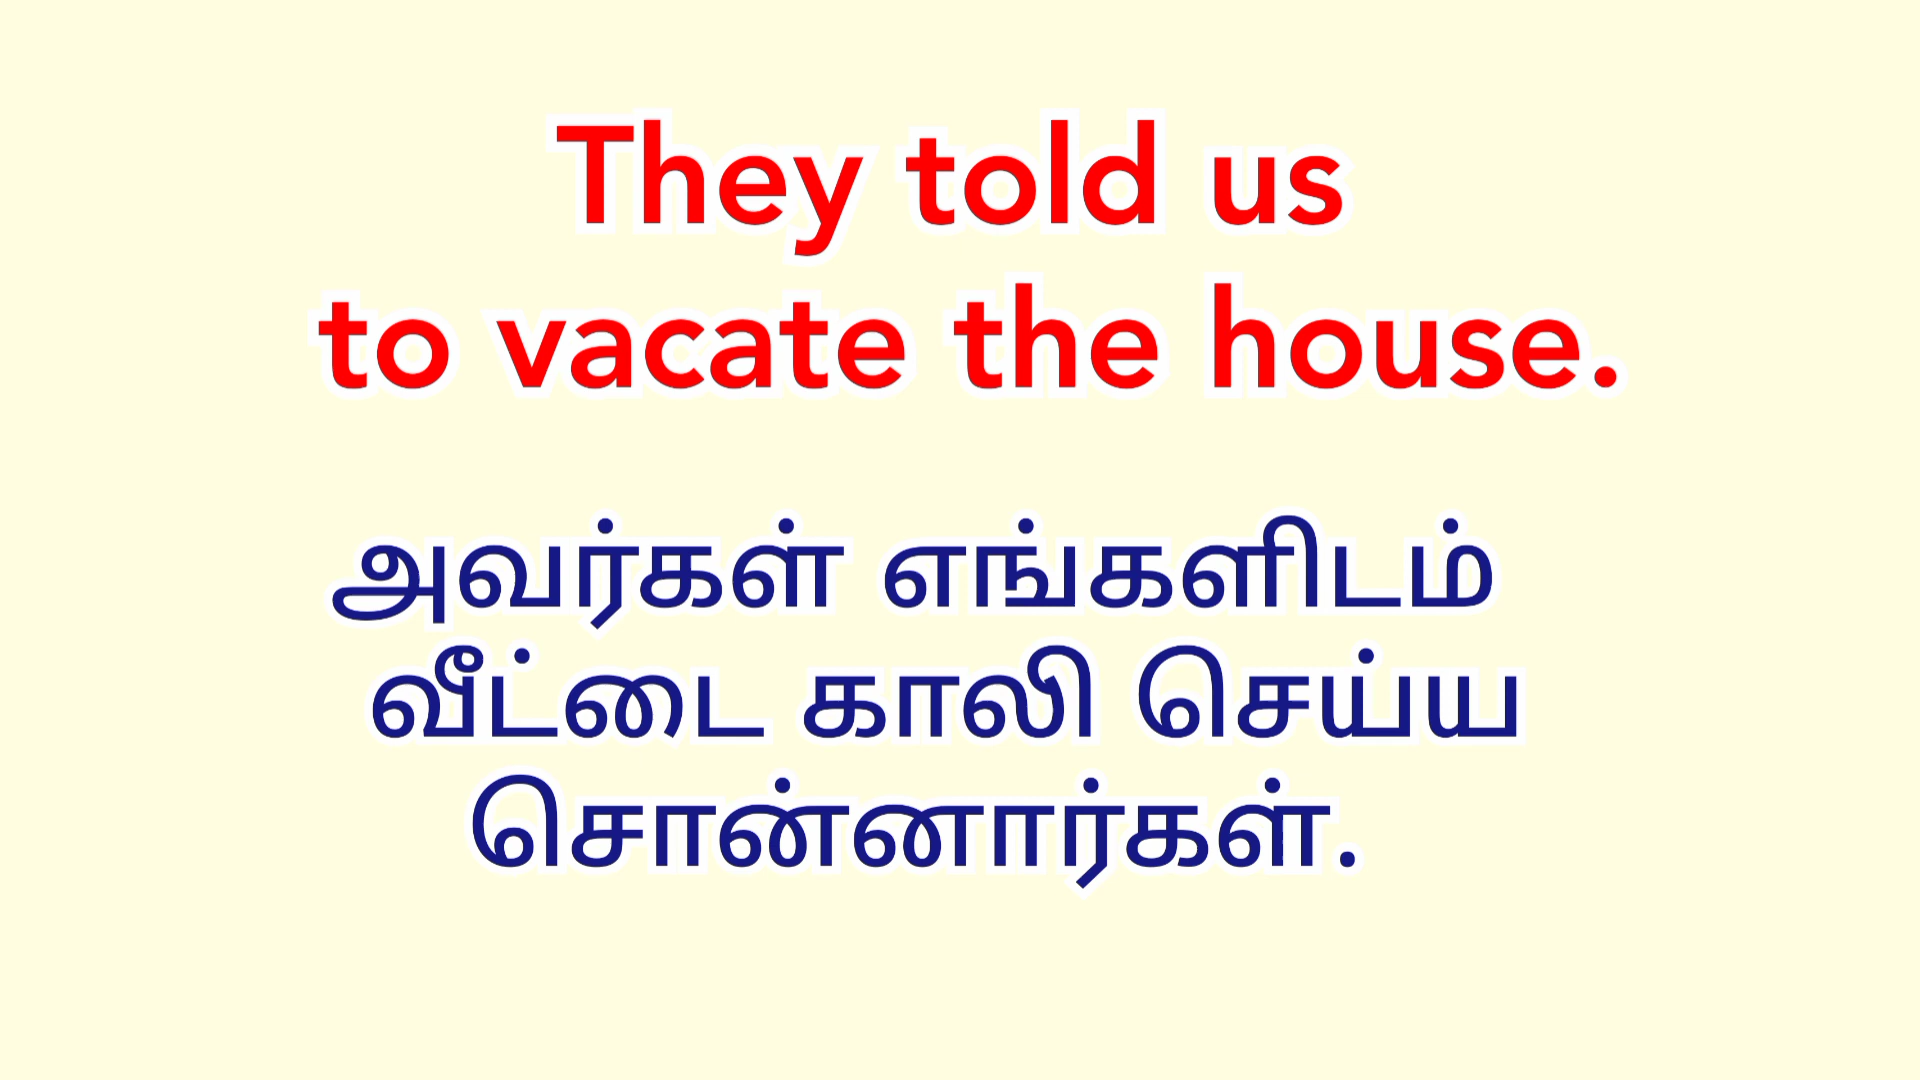 They told us
to vacate the house.
அவர்கள் எங்களிடம்
வீட்டை காலி செய்ய
சொன்னார்கள்.